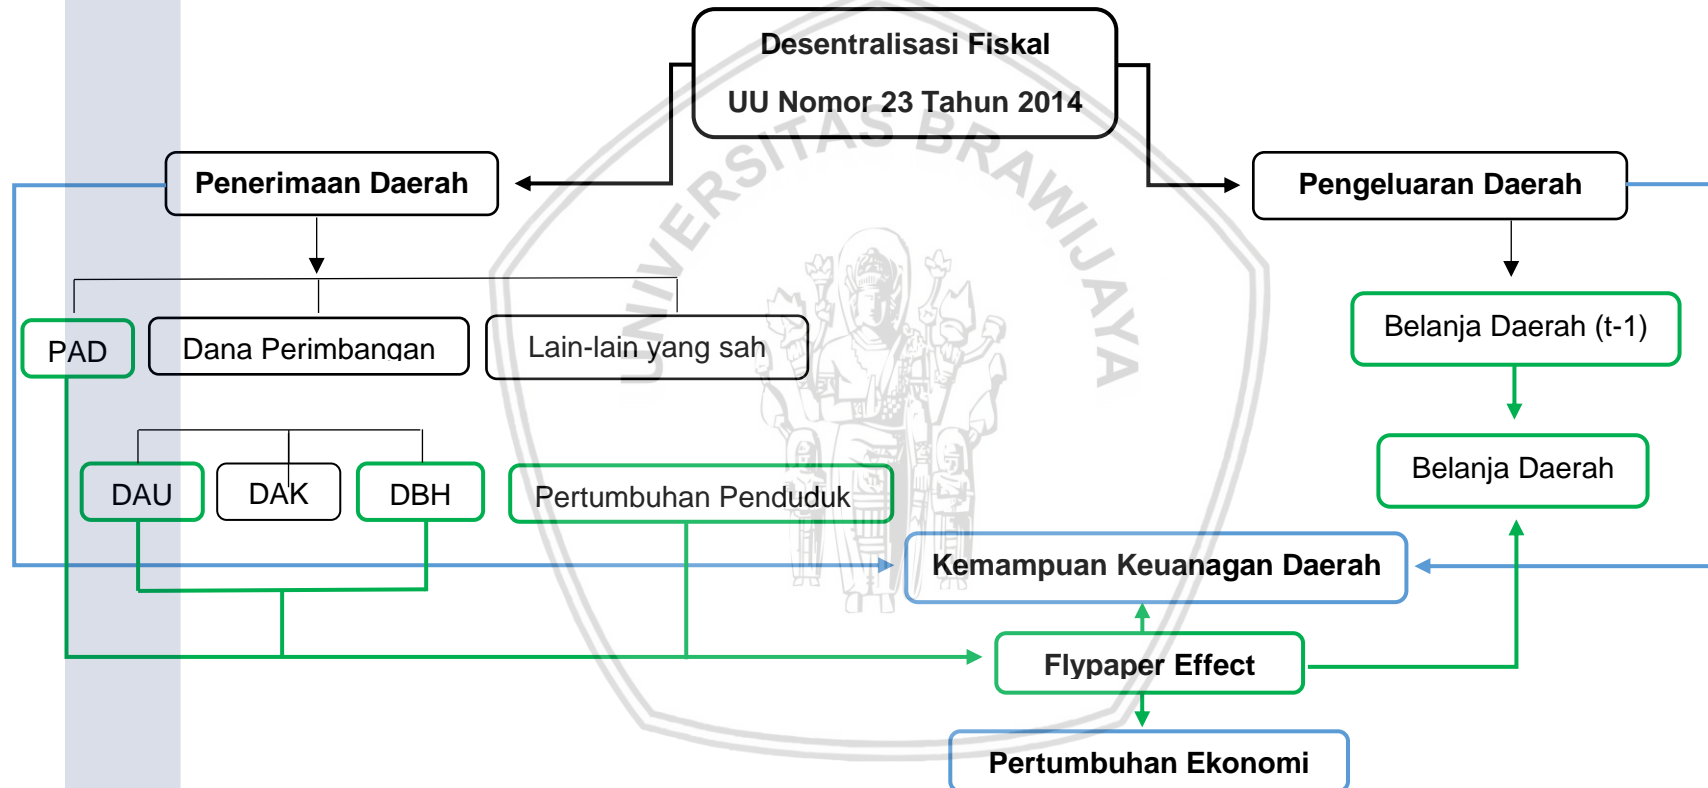 Desentralisasi Fiskal
UU Nomor 23 Tahun 2014
UNIVERSITAS BRAWIJAYA
Penerimaan Daerah
Pengeluaran Daerah
PAD
Dana Perimbangan
Lain-lain yang sah
Belanja Daerah (t-1)
DAU
DAK
DBH
Pertumbuhan Penduduk
Belanja Daerah
Kemampuan Keuanagan Daerah
Flypaper Effect
Pertumbuhan Ekonomi